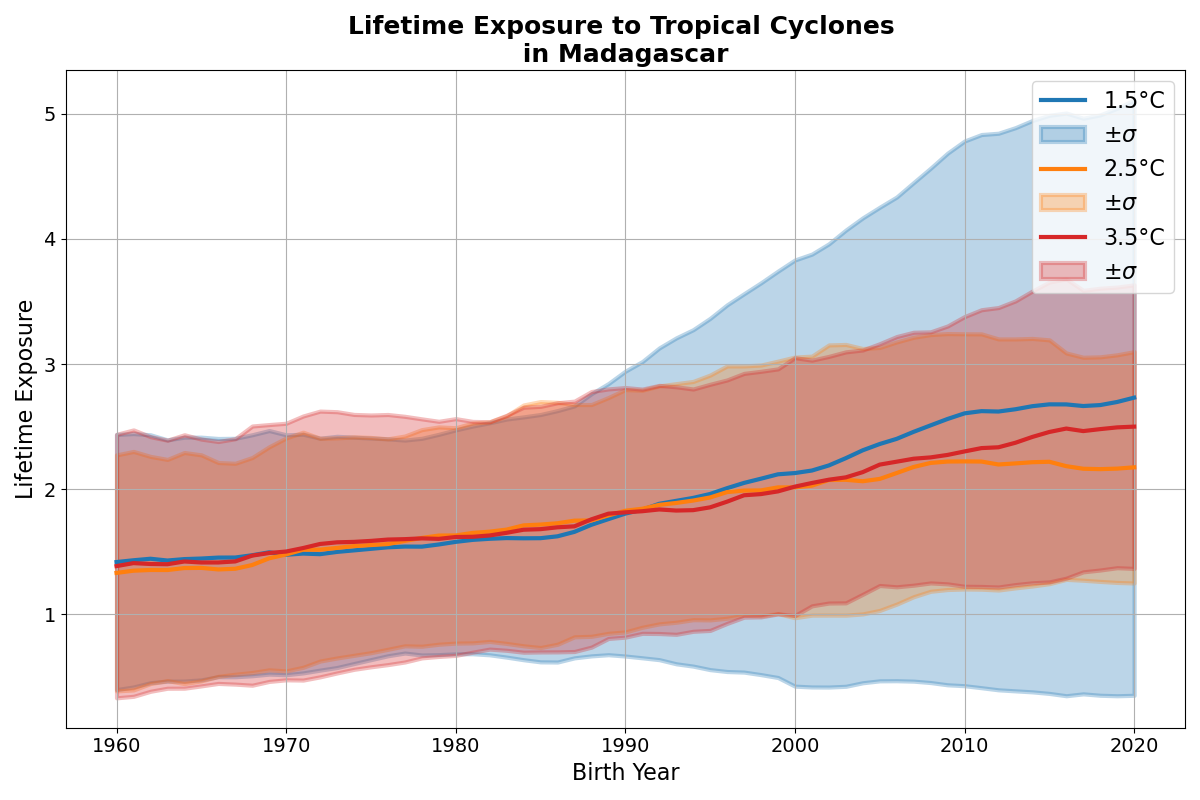 Lifetime Exposure to Tropical Cyclones
in Madagascar
1.5°C
±σ
2.5°C
±σ
3.5°C
±σ
Lifetime Exposure
5
4
3
2
1
1960
1970
1980
1990
2000
2010
2020
Birth Year